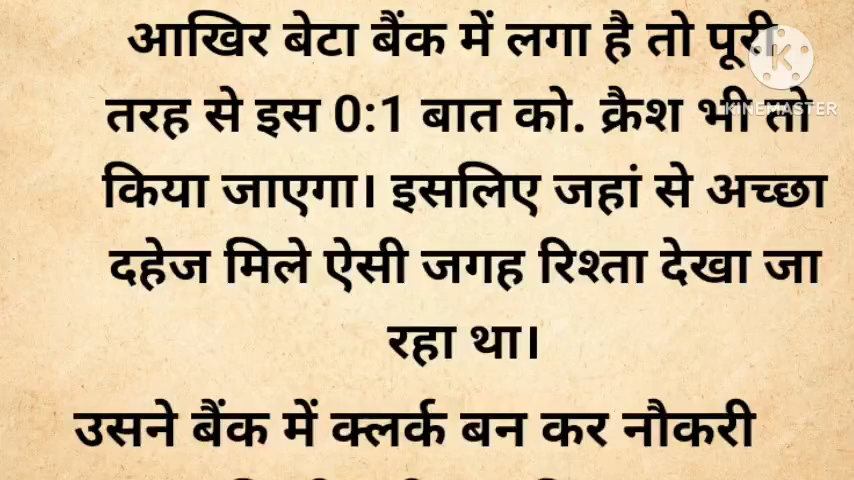 आखिर बेटा बैंक में लगा है तो पूरी
तरह से इस 0:1 बात को. क्रैश भी तो
किया जाएगा। इसलिए जहां से अच्छा
दहेज मिले ऐसी जगह रिश्ता देखा जा
रहा था।
उसने बैंक में क्लर्क बन कर नौकरी
K
KINEMASTER